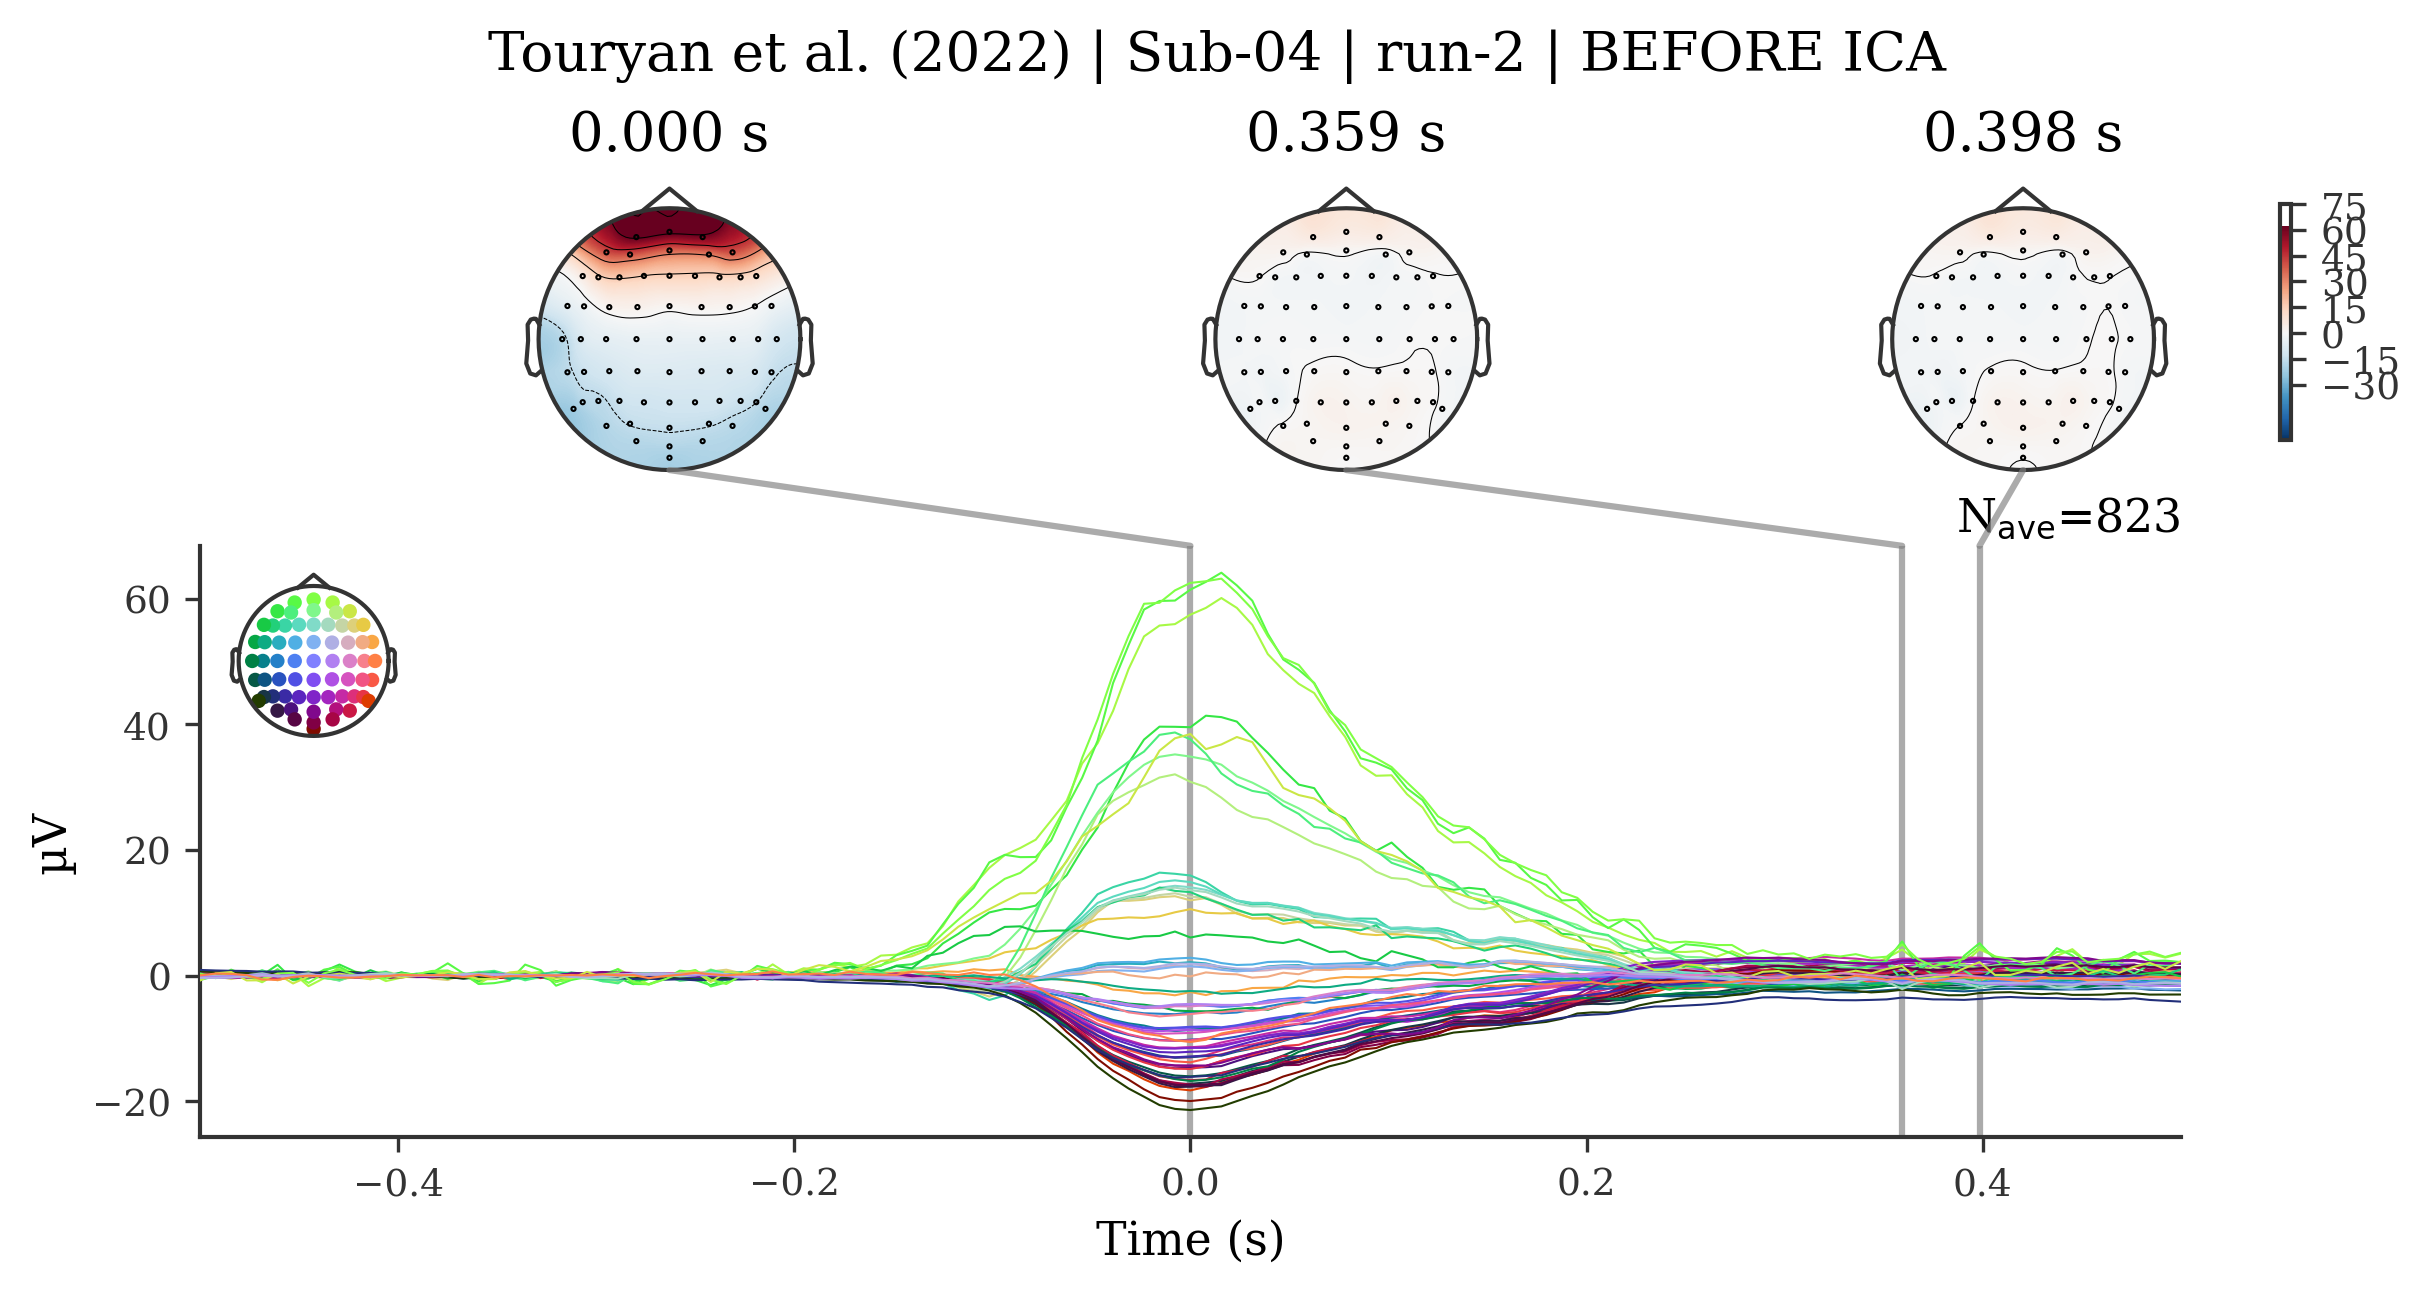 Touryan et al. (2022) | Sub-04 | run-2 | BEFORE ICA
0.000 s
0.359 s
0.398 s
75
60
45
30
15
0
−15
−30
Nave=823
60
40
20
0
−20
µV
−0.4
−0.2
0.0
0.2
0.4
Time (s)